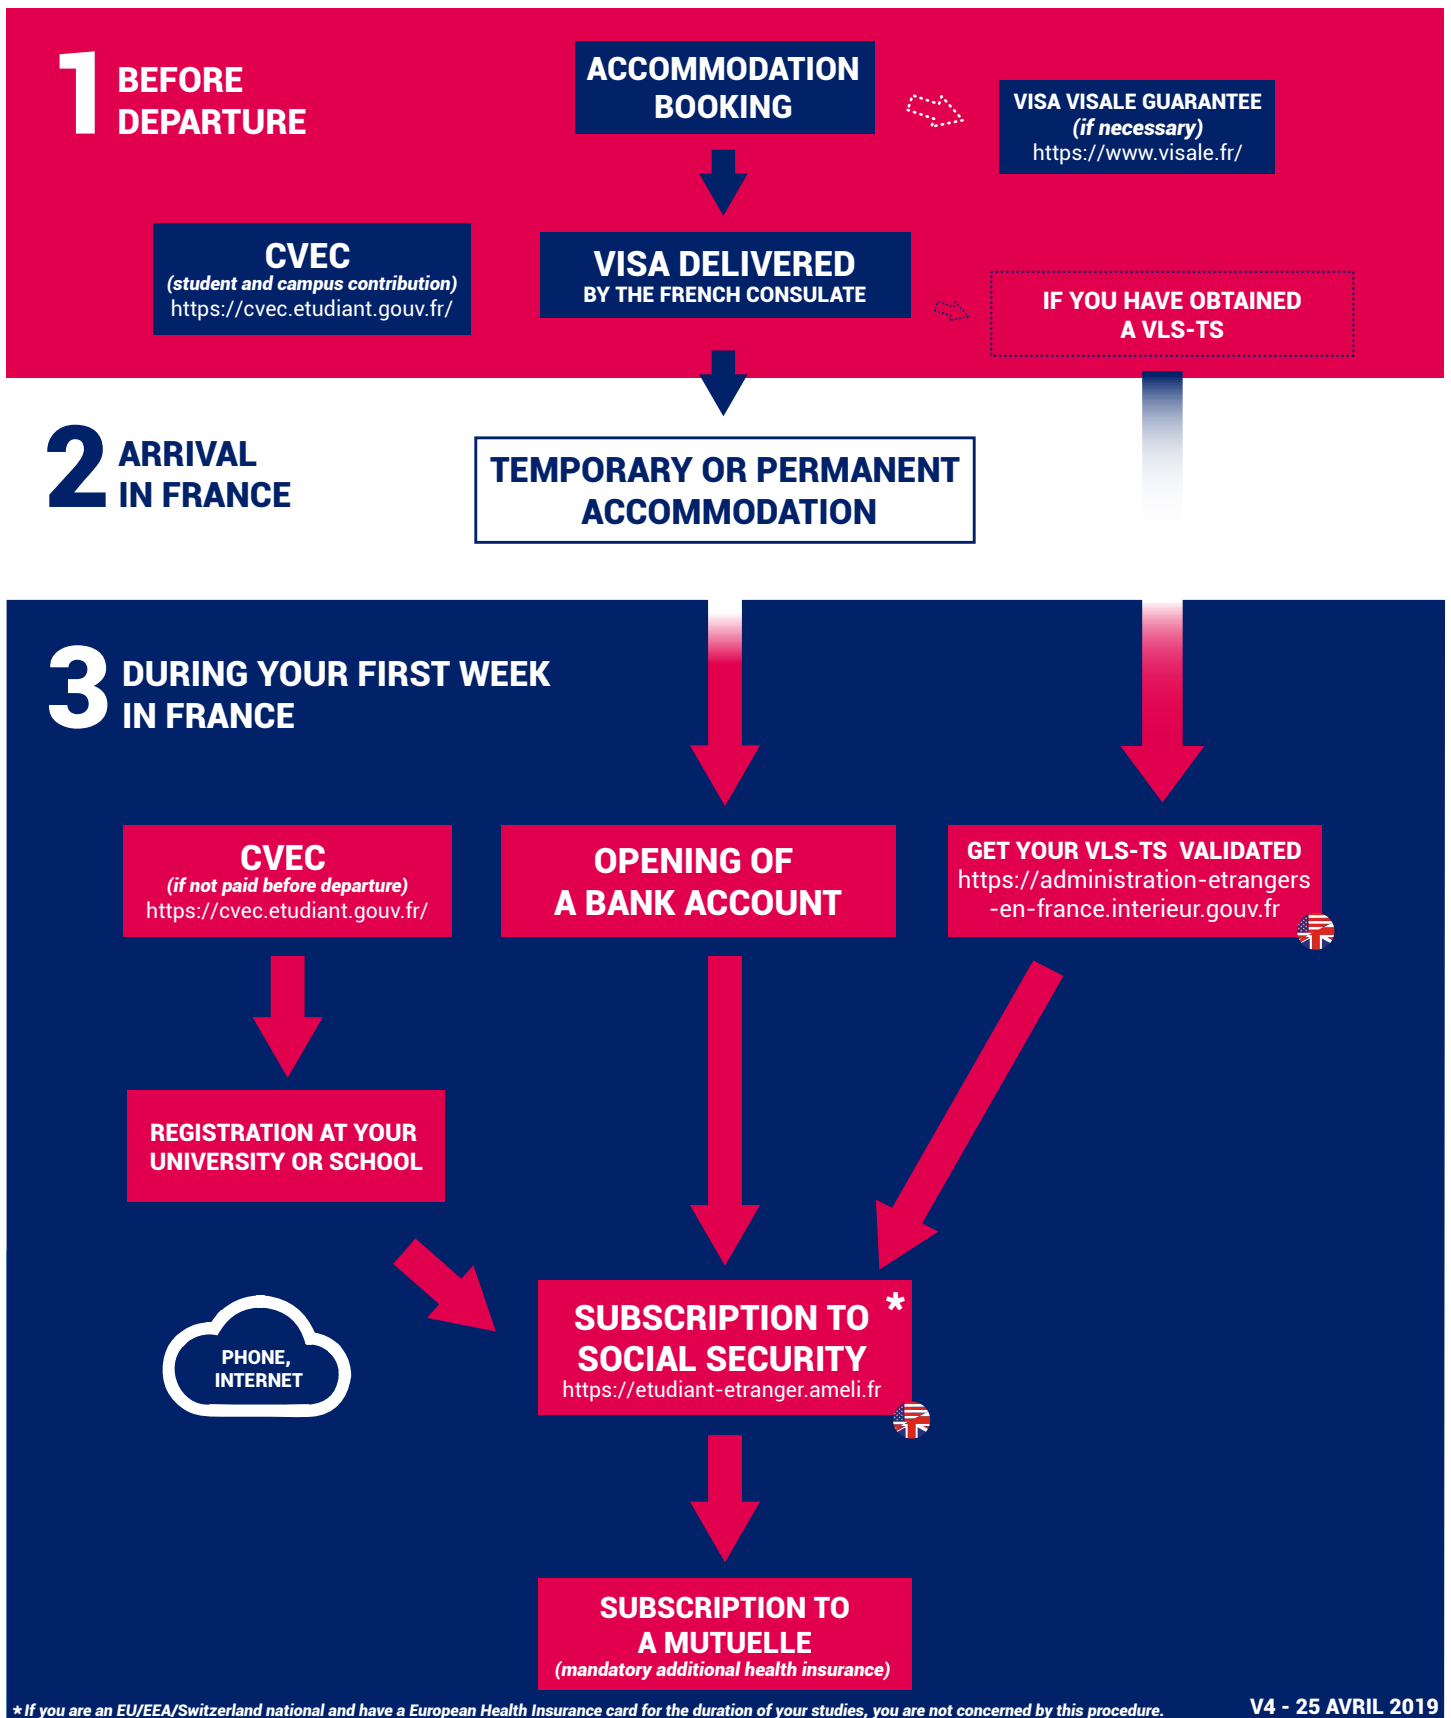 1 BEFORE
DEPARTURE
ACCOMMODATION
BOOKING
VISA VISALE GUARANTEE
(if necessary)
https://www.visale.fr/
CVEC
(student and campus contribution)
https://cvec.etudiant.gouv.fr/
VISA DELIVERED
BY THE FRENCH CONSULATE
IF YOU HAVE OBTAINED
A VLS-TS
2 ARRIVAL
IN FRANCE
TEMPORARY OR PERMANENT
ACCOMMODATION
3 DURING YOUR FIRST WEEK
IN FRANCE
CVEC
(if not paid before departure)
https://cvec.etudiant.gouv.fr/
OPENING OF
A BANK ACCOUNT
GET YOUR VLS-TS VALIDATED
https://administration-etrangers
-en-france.interieur.gouv.fr
REGISTRATION AT YOUR
UNIVERSITY OR SCHOOL
PHONE,
INTERNET
SUBSCRIPTION TO *
SOCIAL SECURITY
https://etudiant-etranger.ameli.fr
SUBSCRIPTION TO
A MUTUELLE
(mandatory additional health insurance)
* If you are an EU/EEA/Switzerland national and have a European Health Insurance card for the duration of your studies, you are not concerned by this procedure.
V4 - 25 AVRIL 2019